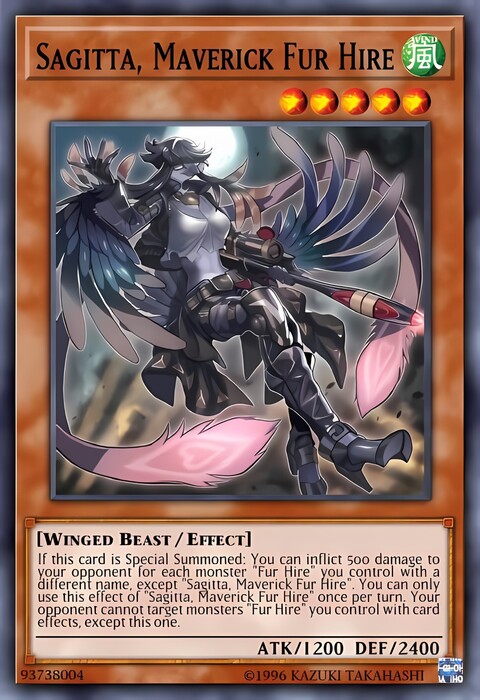 Sagitta, Maverick Fur Hire
風
[Winged Beast / Effect]
If this card is Special Summoned: You can inflict 500 damage to
your opponent for each monster "Fur Hire" you control with a
different name, except "Sagitta, Maverick Fur Hire". You can only
use this effect of "Sagitta, Maverick Fur Hire" once per turn. Your
opponent cannot target monsters "Fur Hire" you control with card
effects, except this one.
ATK/1200 DEF/2400
93738004
©1996 KAZUKI TAKAHASHI